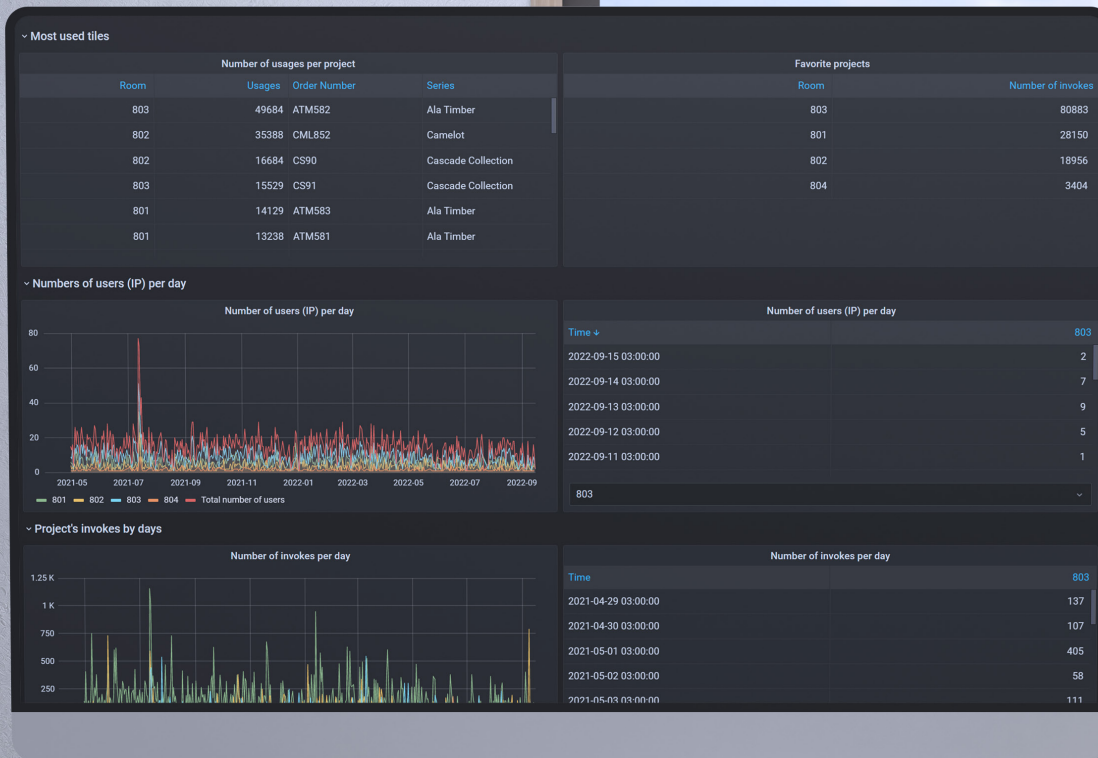 Most used tiles
Number of usages per project
Room Usages Order Number Series
803 49684 ATM582 Ala Timber
802 35388 CML852 Camelot
802 16684 CS90 Cascade Collection
803 15529 CS91 Cascade Collection
801 14129 ATM583 Ala Timber
801 13238 ATM581 Ala Timber
Favorite projects
Room Number of invokes
803 80883
801 28150
802 18956
804 3404
Numbers of users (IP) per day
Number of users (IP) per day
80
60
40
20
0
2021-05 2021-07 2021-09 2021-11 2022-01 2022-03 2022-05 2022-07 2022-09
801 802 803 804 Total number of users
Number of users (IP) per day
Time ↓ 803
2022-09-15 03:00:00 2
2022-09-14 03:00:00 7
2022-09-13 03:00:00 9
2022-09-12 03:00:00 5
2022-09-11 03:00:00 1
803
Project's invokes by days
Number of invokes per day
1.25 K
1 K
750
500
250
Number of invokes per day
Time 803
2021-04-29 03:00:00 137
2021-04-30 03:00:00 107
2021-05-01 03:00:00 405
2021-05-02 03:00:00 58
2021-05-03 03:00:00 111